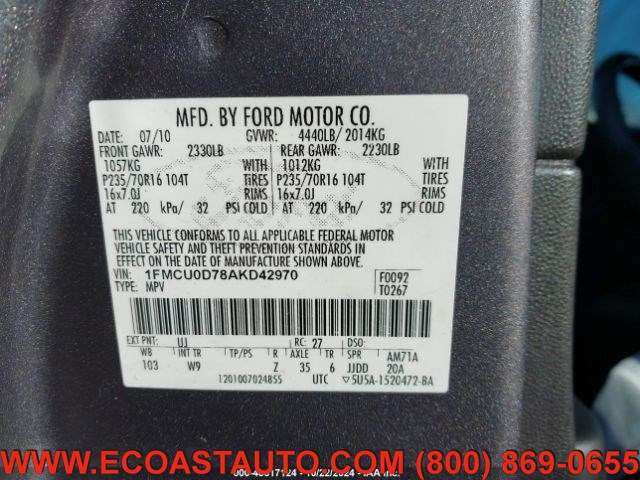 MFD. BY FORD MOTOR CO.
DATE: 07/10 GVWR: 4440LB/ 2014KG
FRONT GAWR: 2330LB REAR GAWR: 2230LB
1057KG WITH 1012KG WITH
P235/70R16 104T TIRES P235/70R16 104T TIRES
16x7.0J RIMS 16x7.0J RIMS
AT 220 kPa/ 32 PSI COLD AT 220 kPa/ 32 PSI COLD
THIS VEHICLE CONFORMS TO ALL APPLICABLE FEDERAL MOTOR
VEHICLE SAFETY AND THEFT PREVENTION STANDARDS IN
EFFECT ON THE DATE OF MANUFACTURE SHOWN ABOVE.
VIN: 1FMCU0D78AKD42970 F0092
TYPE: MPV T0267
EXT PNT: UJ RC: 27 DSO:
WB INT TR TP/PS R AXLE TR SPR AM71A
103 W9 Z 35 6 JJDD 20A
1201007024855 UTC ▽5U5A-1520472-BA
WWW.ECOASTAUTO.COM (800) 869-0655